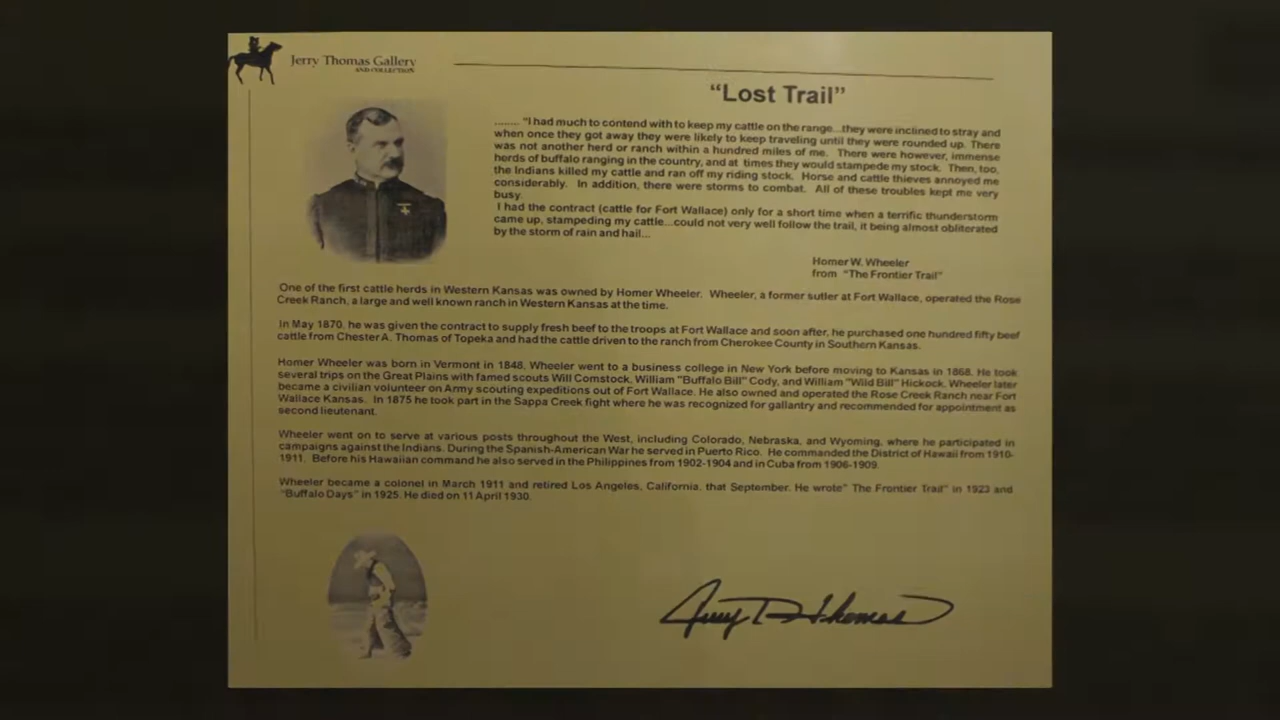 Jerry Thomas Gallery
AND COLLECTION
“Lost Trail”
........ “I had much to contend with to keep my cattle on the range...they were inclined to stray and
when once they got away they were likely to keep traveling until they were rounded up. There
was not another herd or ranch within a hundred miles of me. There were however, immense
herds of buffalo ranging in the country, and at times they would stampede my stock. Then, too,
the Indians killed my cattle and ran off my riding stock. Horse and cattle thieves annoyed me
considerably. In addition, there were storms to combat. All of these troubles kept me very
busy.
I had the contract (cattle for Fort Wallace) only for a short time when a terrific thunderstorm
came up, stampeding my cattle...could not very well follow the trail, it being almost obliterated
by the storm of rain and hail...
Homer W. Wheeler
from “The Frontier Trail”
One of the first cattle herds in Western Kansas was owned by Homer Wheeler. Wheeler, a former sutler at Fort Wallace, operated the Rose
Creek Ranch, a large and well known ranch in Western Kansas at the time.
In May 1870, he was given the contract to supply fresh beef to the troops at Fort Wallace and soon after, he purchased one hundred fifty beef
cattle from Chester A. Thomas of Topeka and had the cattle driven to the ranch from Cherokee County in Southern Kansas.
Homer Wheeler was born in Vermont in 1848. Wheeler went to a business college in New York before moving to Kansas in 1868. He took
several trips on the Great Plains with famed scouts Will Comstock, William "Buffalo Bill" Cody, and William "Wild Bill" Hickock. Wheeler later
became a civilian volunteer on Army scouting expeditions out of Fort Wallace. He also owned and operated the Rose Creek Ranch near Fort
Wallace Kansas. In 1875 he took part in the Sappa Creek fight where he was recognized for gallantry and recommended for appointment as
second lieutenant.
Wheeler went on to serve at various posts throughout the West, including Colorado, Nebraska, and Wyoming, where he participated in
campaigns against the Indians. During the Spanish-American War he served in Puerto Rico. He commanded the District of Hawaii from 1910-
1911. Before his Hawaiian command he also served in the Philippines from 1902-1904 and in Cuba from 1906-1909.
Wheeler became a colonel in March 1911 and retired Los Angeles, California, that September. He wrote" The Frontier Trail" in 1923 and
"Buffalo Days" in 1925. He died on 11 April 1930.
Jerry D Thomas